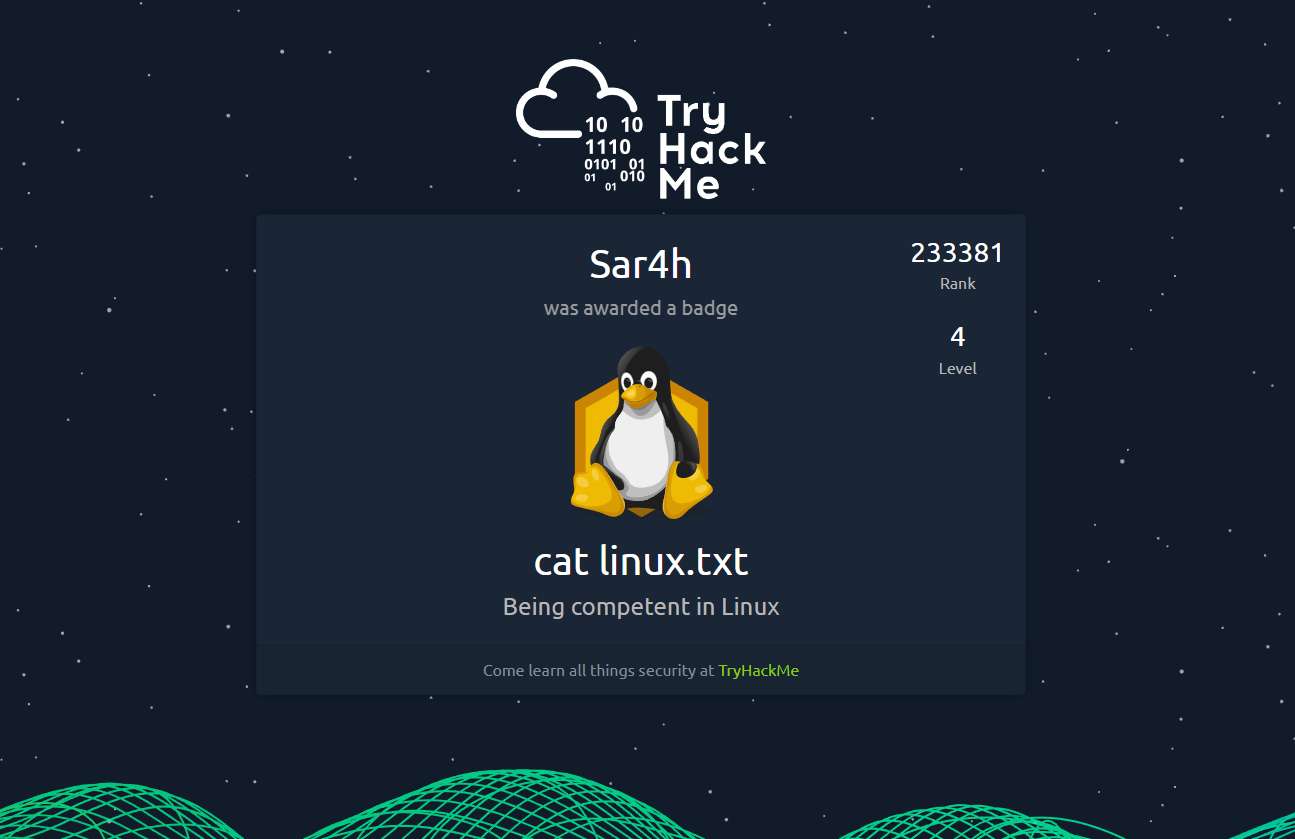 10 10
1110
0101 01
01 010
01
Try
Hack
Me
Sar4h
was awarded a badge
233381
Rank
4
Level
cat linux.txt
Being competent in Linux
Come learn all things security at TryHackMe